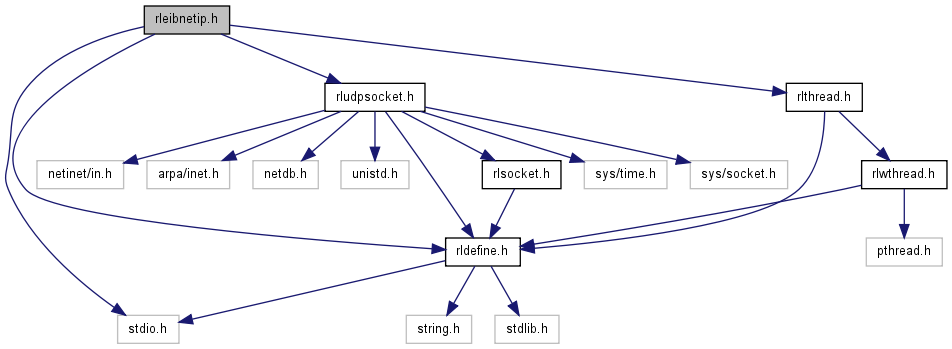 rleibnetip.h
rludpsocket.h
rlthread.h
netinet/in.h
arpa/inet.h
netdb.h
unistd.h
rlsocket.h
sys/time.h
sys/socket.h
rlwthread.h
rldefine.h
pthread.h
stdio.h
string.h
stdlib.h